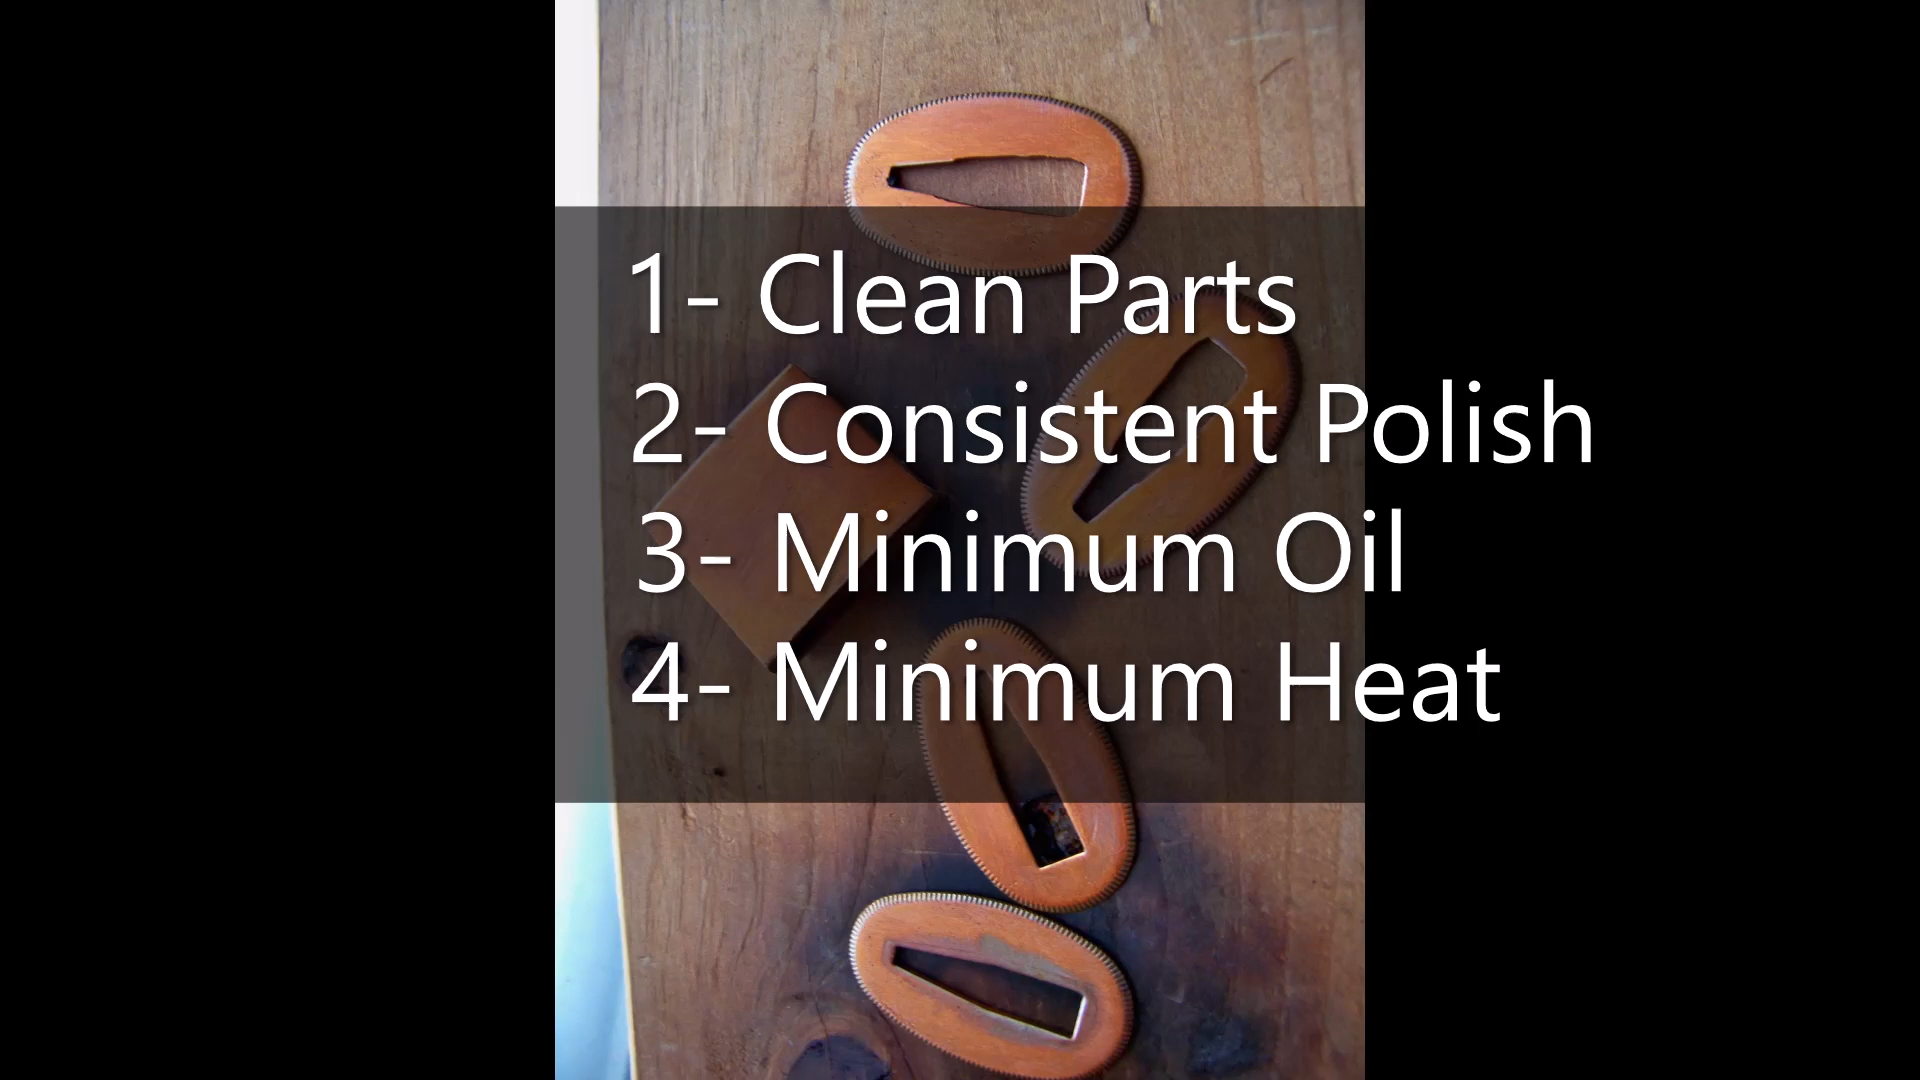 1- Clean Parts
2- Consistent Polish
3- Minimum Oil
4- Minimum Heat